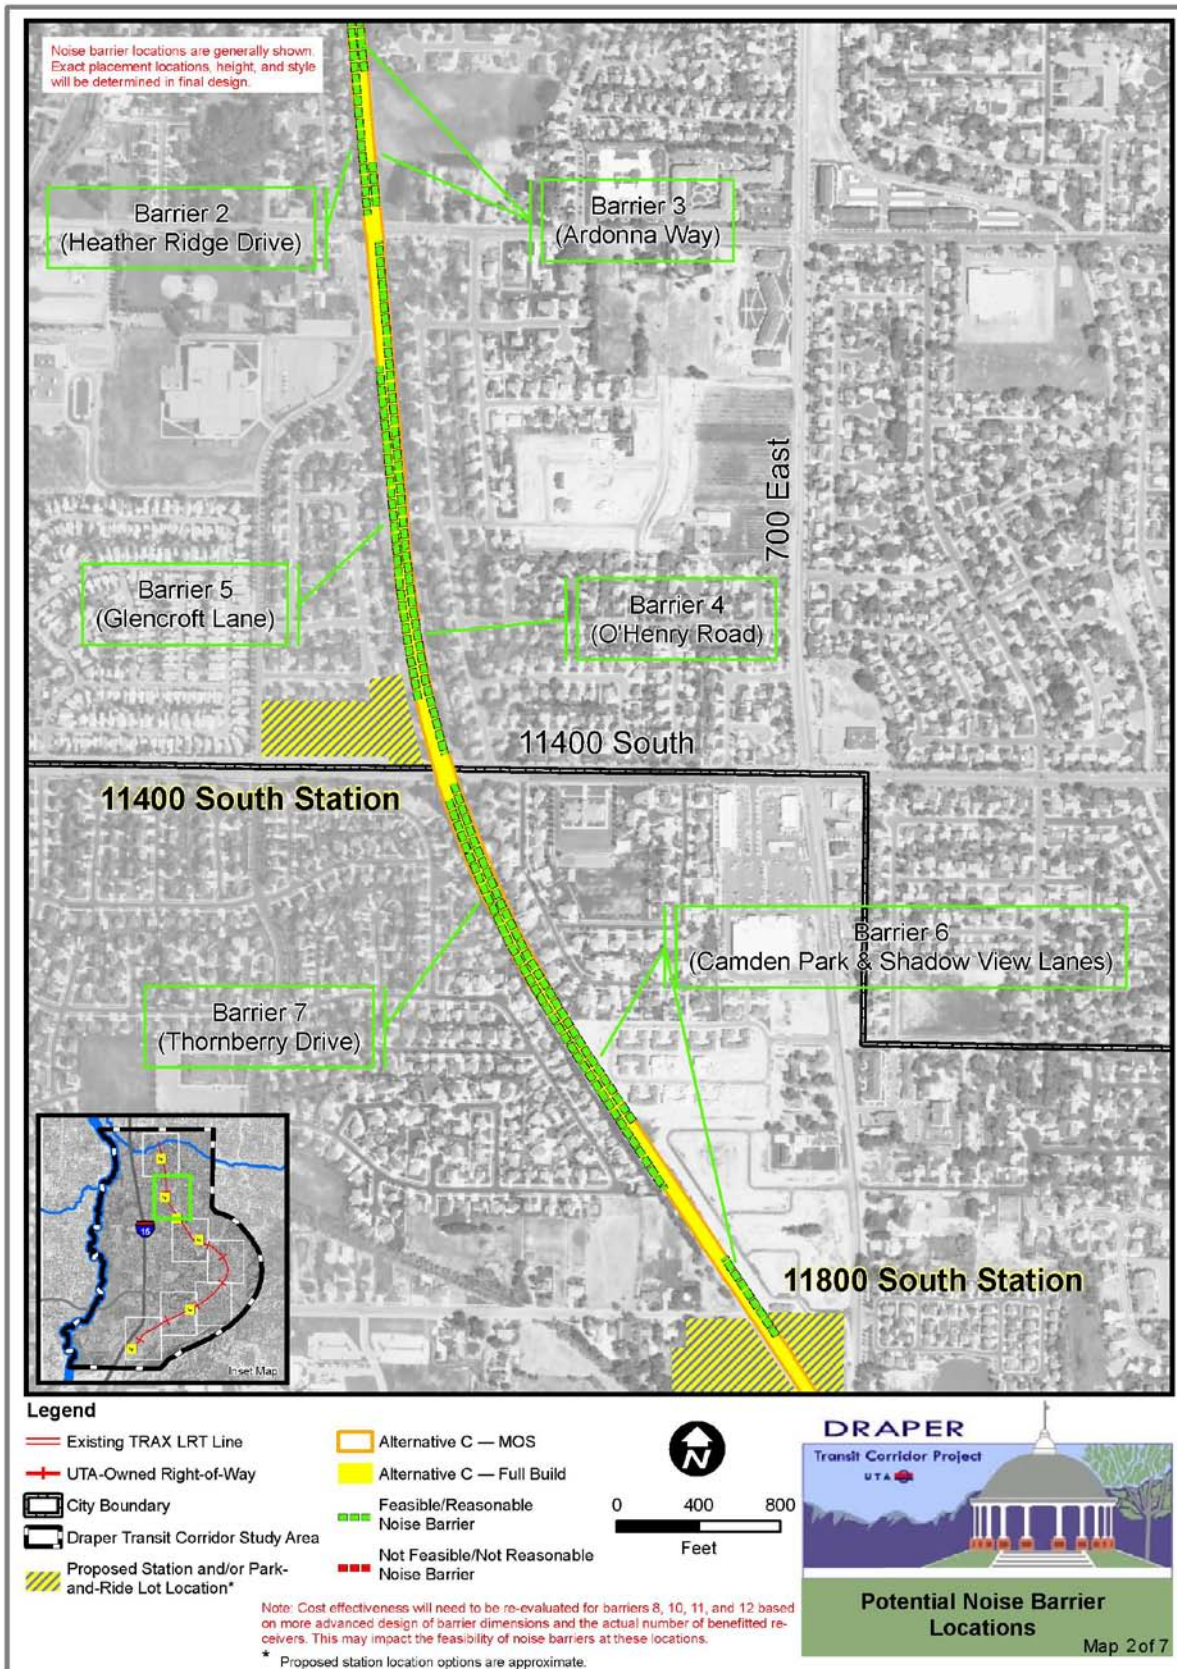 Noise barrier locations are generally shown.
Exact placement locations, height, and style
will be determined in final design.
Barrier 2
(Heather Ridge Drive)
Barrier 3
(Ardonna Way)
700 East
Barrier 5
(Glencroft Lane)
Barrier 4
(O'Henry Road)
11400 South
11400 South Station
Barrier 6
(Camden Park & Shadow View Lanes)
Barrier 7
(Thornberry Drive)
11800 South Station
15
Inset Map
Legend
Existing TRAX LRT Line
UTA-Owned Right-of-Way
City Boundary
Draper Transit Corridor Study Area
Proposed Station and/or Park-
and-Ride Lot Location*
Alternative C — MOS
Alternative C — Full Build
Feasible/Reasonable
Noise Barrier
Not Feasible/Not Reasonable
Noise Barrier
N
0 400 800
Feet
Note: Cost effectiveness will need to be re-evaluated for barriers 8, 10, 11, and 12 based
on more advanced design of barrier dimensions and the actual number of benefitted re-
ceivers. This may impact the feasibility of noise barriers at these locations.
* Proposed station location options are approximate.
DRAPER
Transit Corridor Project
UTA
Potential Noise Barrier
Locations
Map 2 of 7